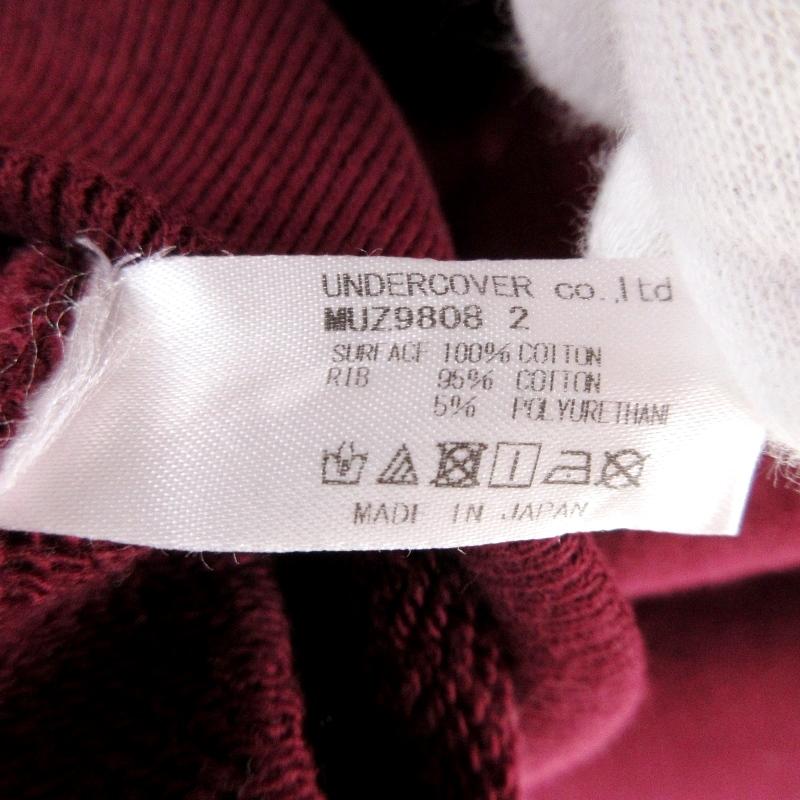 UNDERCOVER co.,ltd
MUZ9808 2
SURFACE 100% COTTON
RIB 95% COTTON
5% POLYURETHANE
MADE IN JAPAN